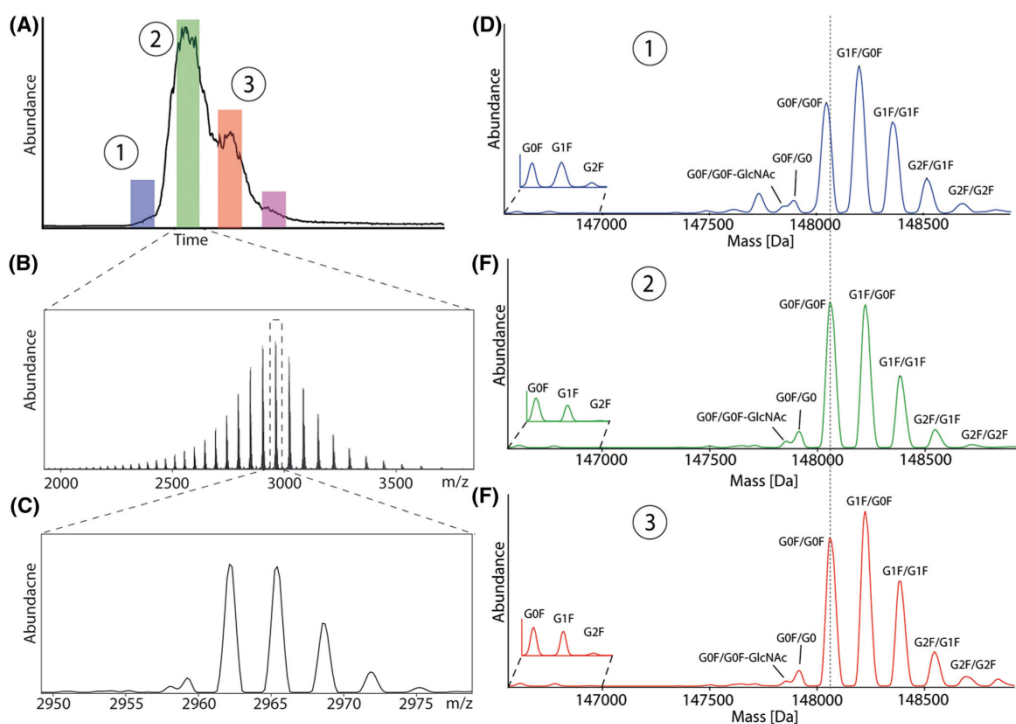 (A)
Abundance
1
2
3
Time
(B)
Abundance
2000 2500 3000 3500 m/z
(C)
Abundacne
2950 2955 2960 2965 2970 2975 m/z
(D)
Abundance
1
G0F
G1F
G2F
G0F/G0F-GlcNAc
G0F/G0
G0F/G0F
G1F/G0F
G1F/G1F
G2F/G1F
G2F/G2F
147000 147500 148000 148500
Mass [Da]
(F)
Abundance
2
G0F
G1F
G2F
G0F/G0F-GlcNAc
G0F/G0
G0F/G0F
G1F/G0F
G1F/G1F
G2F/G1F
G2F/G2F
147000 147500 148000 148500
Mass [Da]
(F)
Abundance
3
G0F
G1F
G2F
G0F/G0F-GlcNAc
G0F/G0
G0F/G0F
G1F/G0F
G1F/G1F
G2F/G1F
G2F/G2F
147000 147500 148000 148500
Mass [Da]